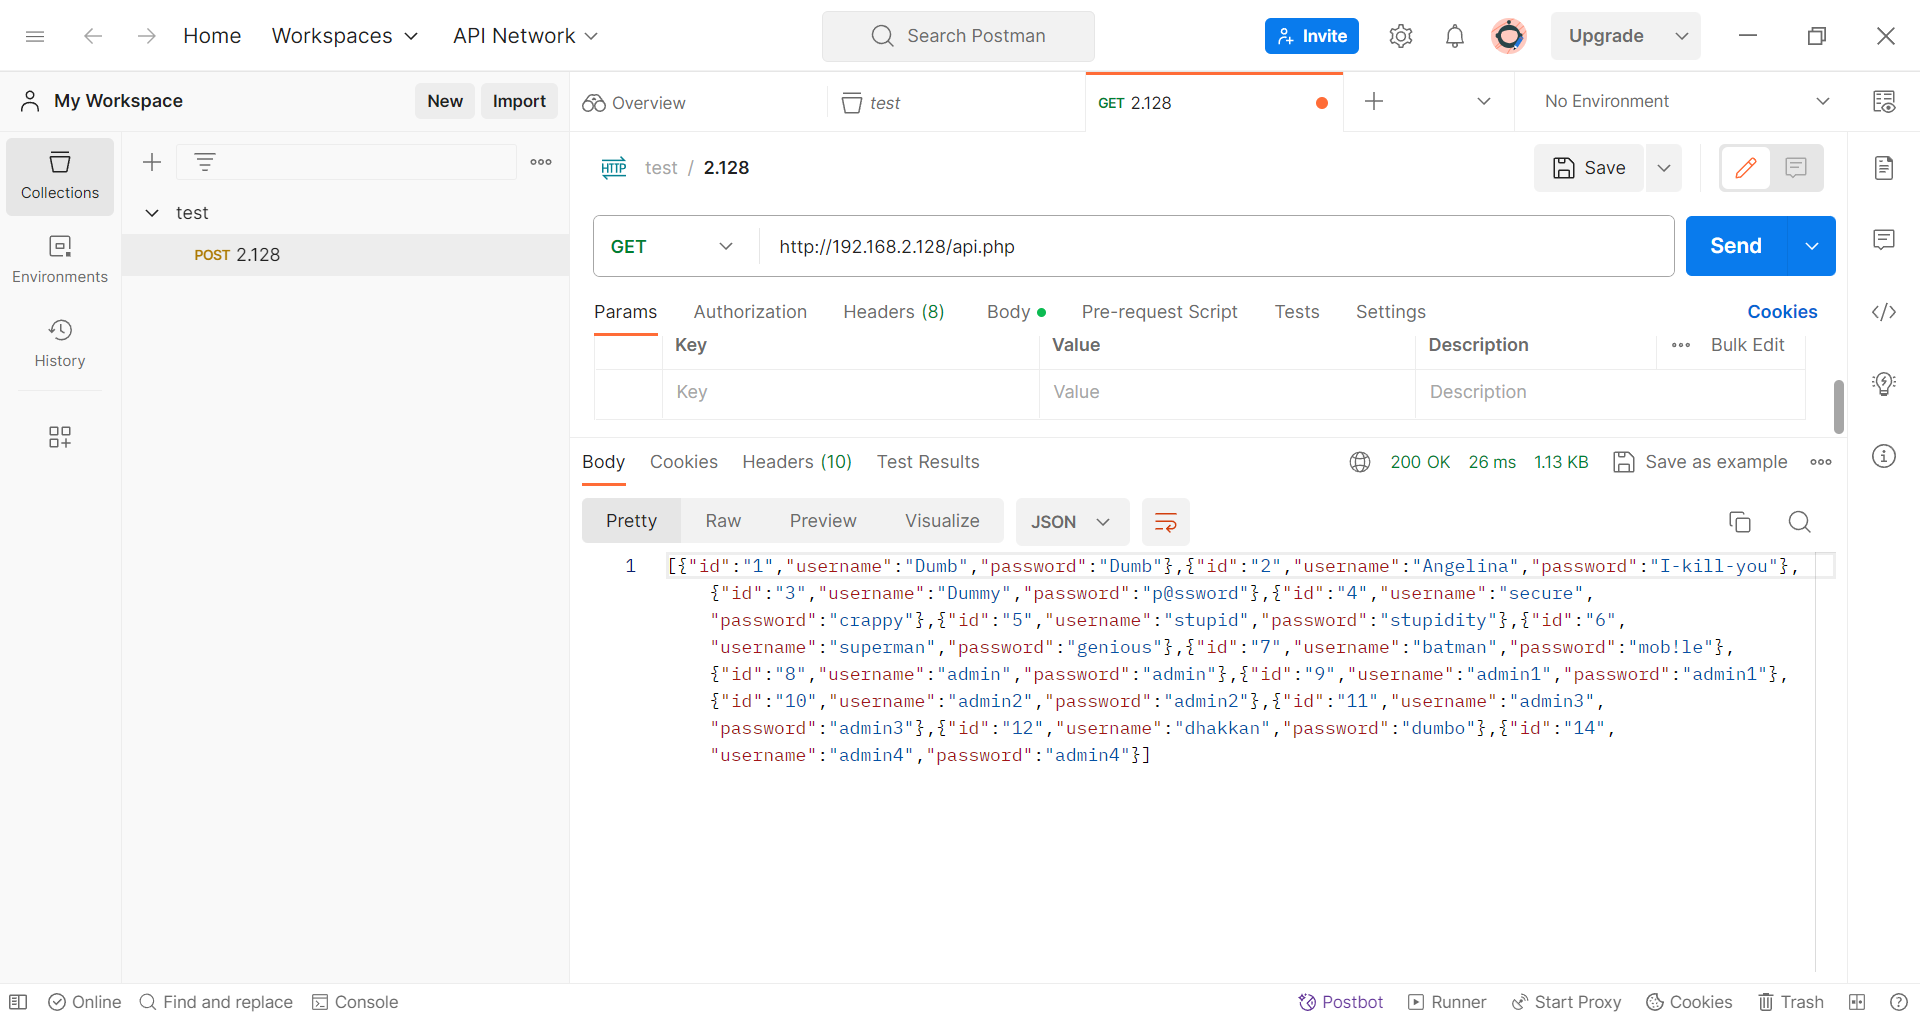 Home Workspaces API Network Search Postman Invite Upgrade
My Workspace New Import Overview test GET 2.128 No Environment
Collections
test
POST 2.128
Environments
History
HTTP test / 2.128 Save
GET http://192.168.2.128/api.php Send
Params Authorization Headers (8) Body Pre-request Script Tests Settings Cookies
Key Value Description Bulk Edit
Key Value Description
Body Cookies Headers (10) Test Results 200 OK 26 ms 1.13 KB Save as example
Pretty Raw Preview Visualize JSON
1 [{"id":"1","username":"Dumb","password":"Dumb"},{"id":"2","username":"Angelina","password":"I-kill-you"},
{"id":"3","username":"Dummy","password":"p@ssword"},{"id":"4","username":"secure",
"password":"crappy"},{"id":"5","username":"stupid","password":"stupidity"},{"id":"6",
"username":"superman","password":"genious"},{"id":"7","username":"batman","password":"mob!le"},
{"id":"8","username":"admin","password":"admin"},{"id":"9","username":"admin1","password":"admin1"},
{"id":"10","username":"admin2","password":"admin2"},{"id":"11","username":"admin3",
"password":"admin3"},{"id":"12","username":"dhakkan","password":"dumbo"},{"id":"14",
"username":"admin4","password":"admin4"}]
Online Find and replace Console Postbot Runner Start Proxy Cookies Trash